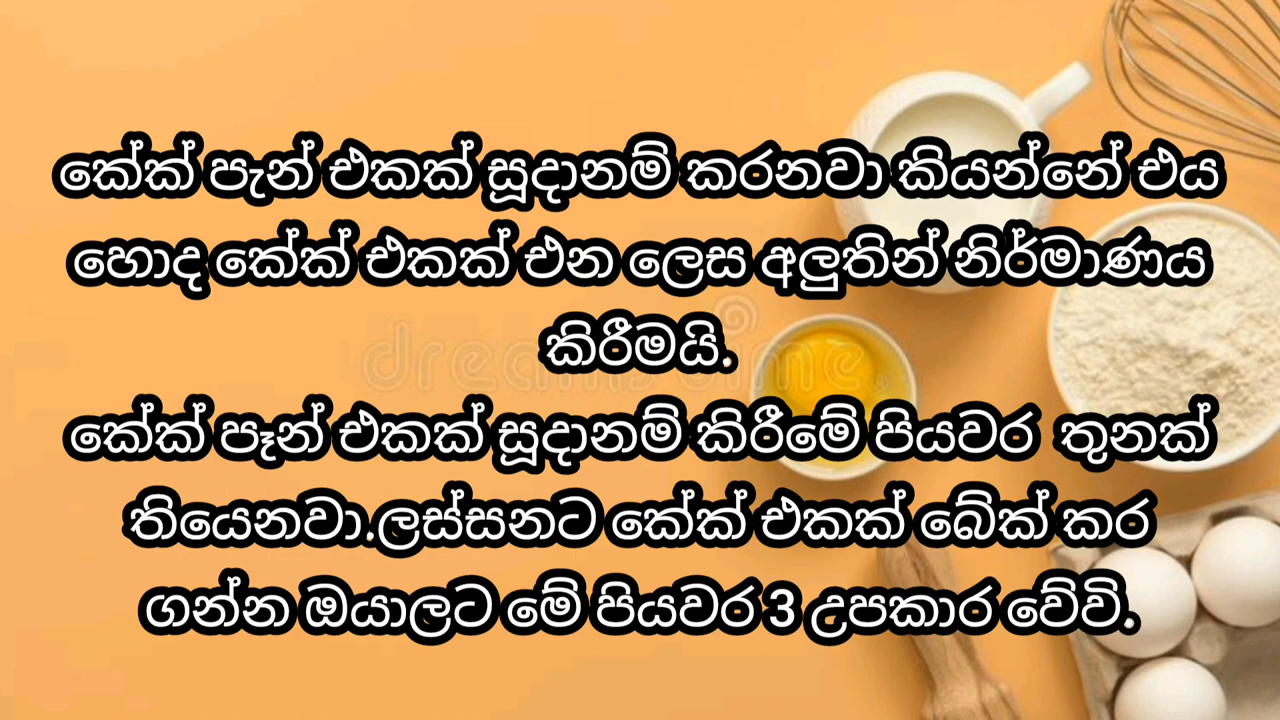 කේක් පැන් එකක් සූදානම් කරනවා කියන්නේ එය
හොද කේක් එකක් එන ලෙස අලුතින් නිර්මාණය
කිරීමයි.
කේක් පෑන් එකක් සූදානම් කිරීමේ පියවර තුනක්
තියෙනවා.ලස්සනට කේක් එකක් බේක් කර
ගන්න ඔයාලට මේ පියවර 3 උපකාර වේවි.